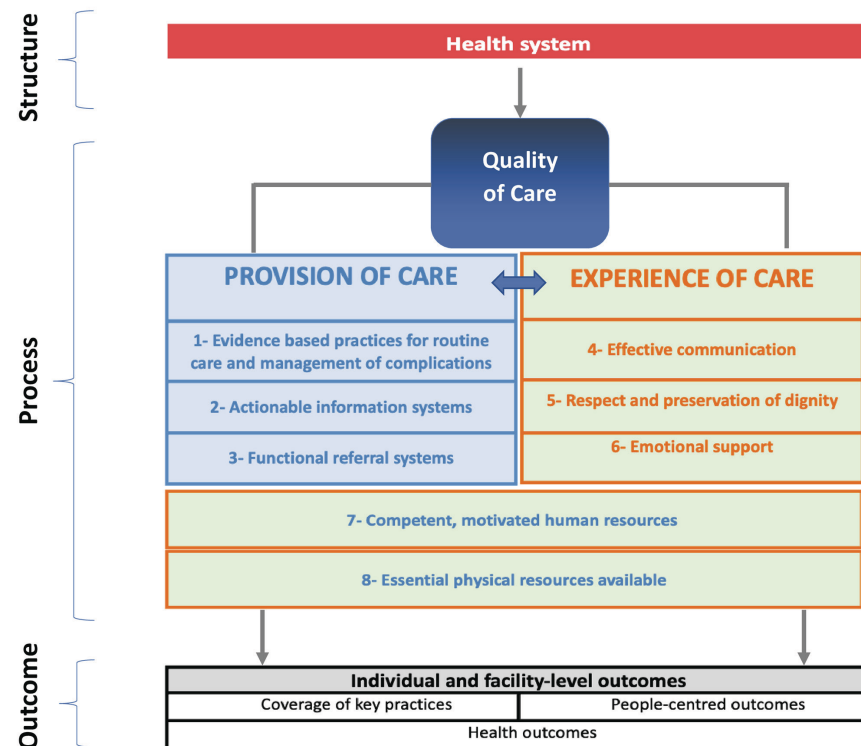 Structure
Health system
Process
Quality
of Care
PROVISION OF CARE
EXPERIENCE OF CARE
1- Evidence based practices for routine
care and management of complications
4- Effective communication
2- Actionable information systems
5- Respect and preservation of dignity
3- Functional referral systems
6- Emotional support
7- Competent, motivated human resources
8- Essential physical resources available
Outcome
Individual and facility-level outcomes
Coverage of key practices
People-centred outcomes
Health outcomes